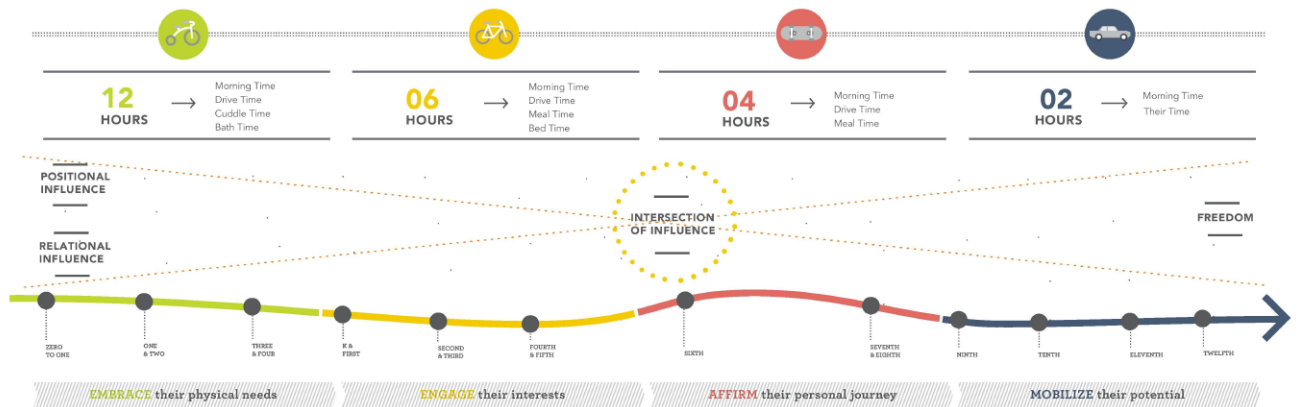 12
HOURS
Morning Time
Drive Time
Cuddle Time
Bath Time
06
HOURS
Morning Time
Drive Time
Meal Time
Bed Time
04
HOURS
Morning Time
Drive Time
Meal Time
02
HOURS
Morning Time
Their Time
POSITIONAL
INFLUENCE
RELATIONAL
INFLUENCE
INTERSECTION
OF INFLUENCE
FREEDOM
ZERO
TO ONE
ONE
& TWO
THREE
& FOUR
K &
FIRST
SECOND
& THIRD
FOURTH
& FIFTH
SIXTH
SEVENTH
& EIGHTH
NINTH
TENTH
ELEVENTH
TWELFTH
EMBRACE their physical needs
ENGAGE their interests
AFFIRM their personal journey
MOBILIZE their potential